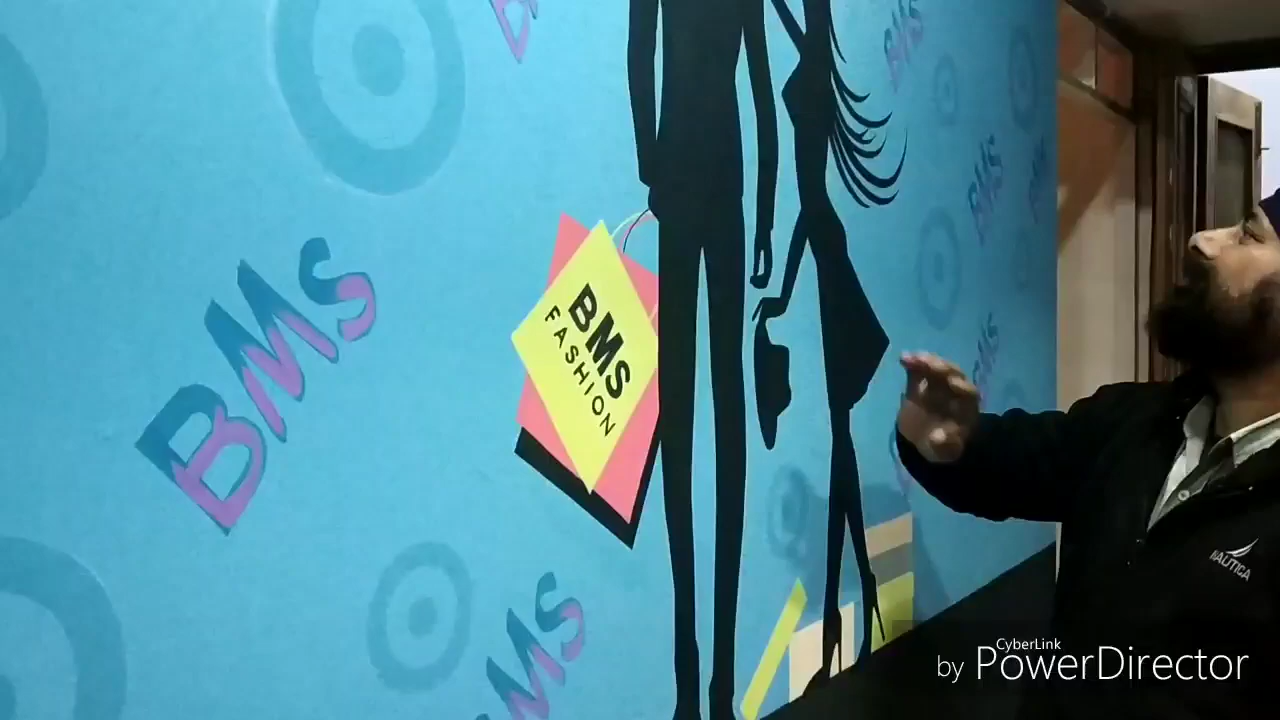 BMS
BMS
BMS
BMS
FASHION
BMS
BMS
NAUTICA
CyberLink
by PowerDirector